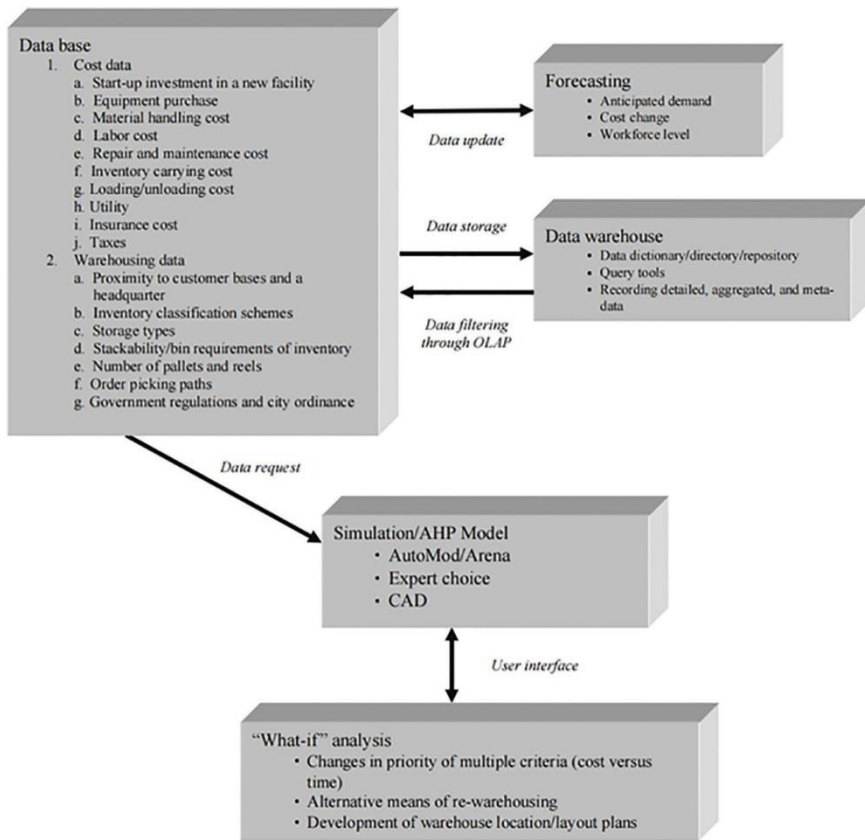 Data base
1. Cost data
a. Start-up investment in a new facility
b. Equipment purchase
c. Material handling cost
d. Labor cost
e. Repair and maintenance cost
f. Inventory carrying cost
g. Loading/unloading cost
h. Utility
i. Insurance cost
j. Taxes
2. Warehousing data
a. Proximity to customer bases and a
headquarter
b. Inventory classification schemes
c. Storage types
d. Stackability/bin requirements of inventory
e. Number of pallets and reels
f. Order picking paths
g. Government regulations and city ordinance
Data update
Forecasting
• Anticipated demand
• Cost change
• Workforce level
Data storage
Data filtering
through OLAP
Data warehouse
• Data dictionary/directory/repository
• Query tools
• Recording detailed, aggregated, and meta-
data
Data request
Simulation/AHP Model
• AutoMod/Arena
• Expert choice
• CAD
User interface
“What-if” analysis
• Changes in priority of multiple criteria (cost versus
time)
• Alternative means of re-warehousing
• Development of warehouse location/layout plans